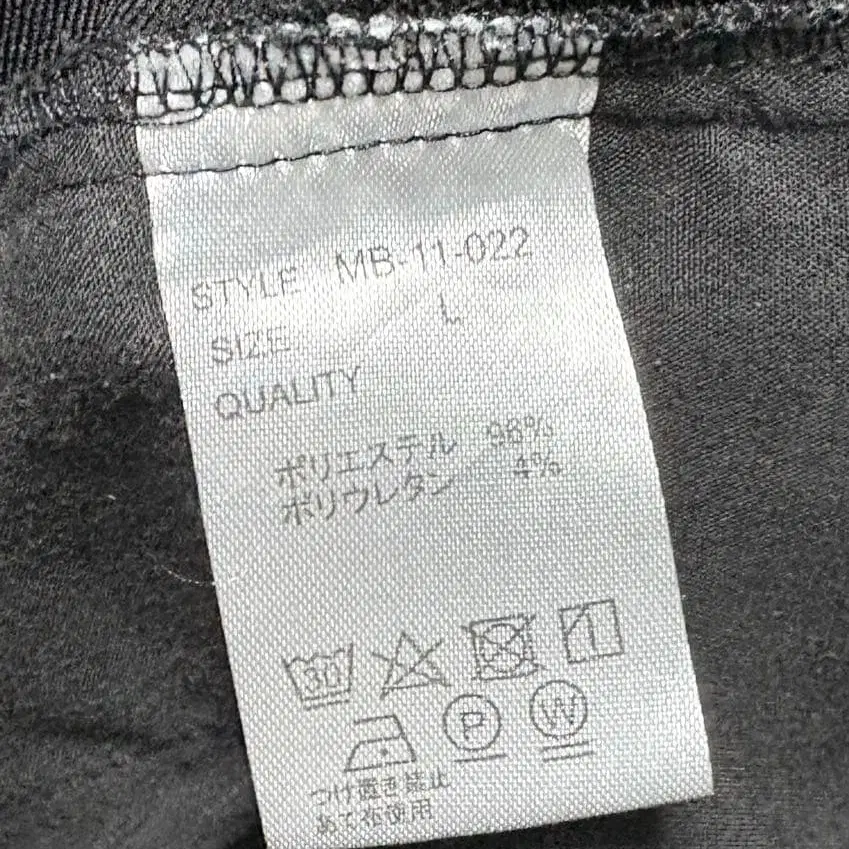 STYLE MB-11-022
SIZE L
QUALITY
ポリエステル 96%
ポリウレタン 4%
30
P W
つけ置き禁止
あて布使用